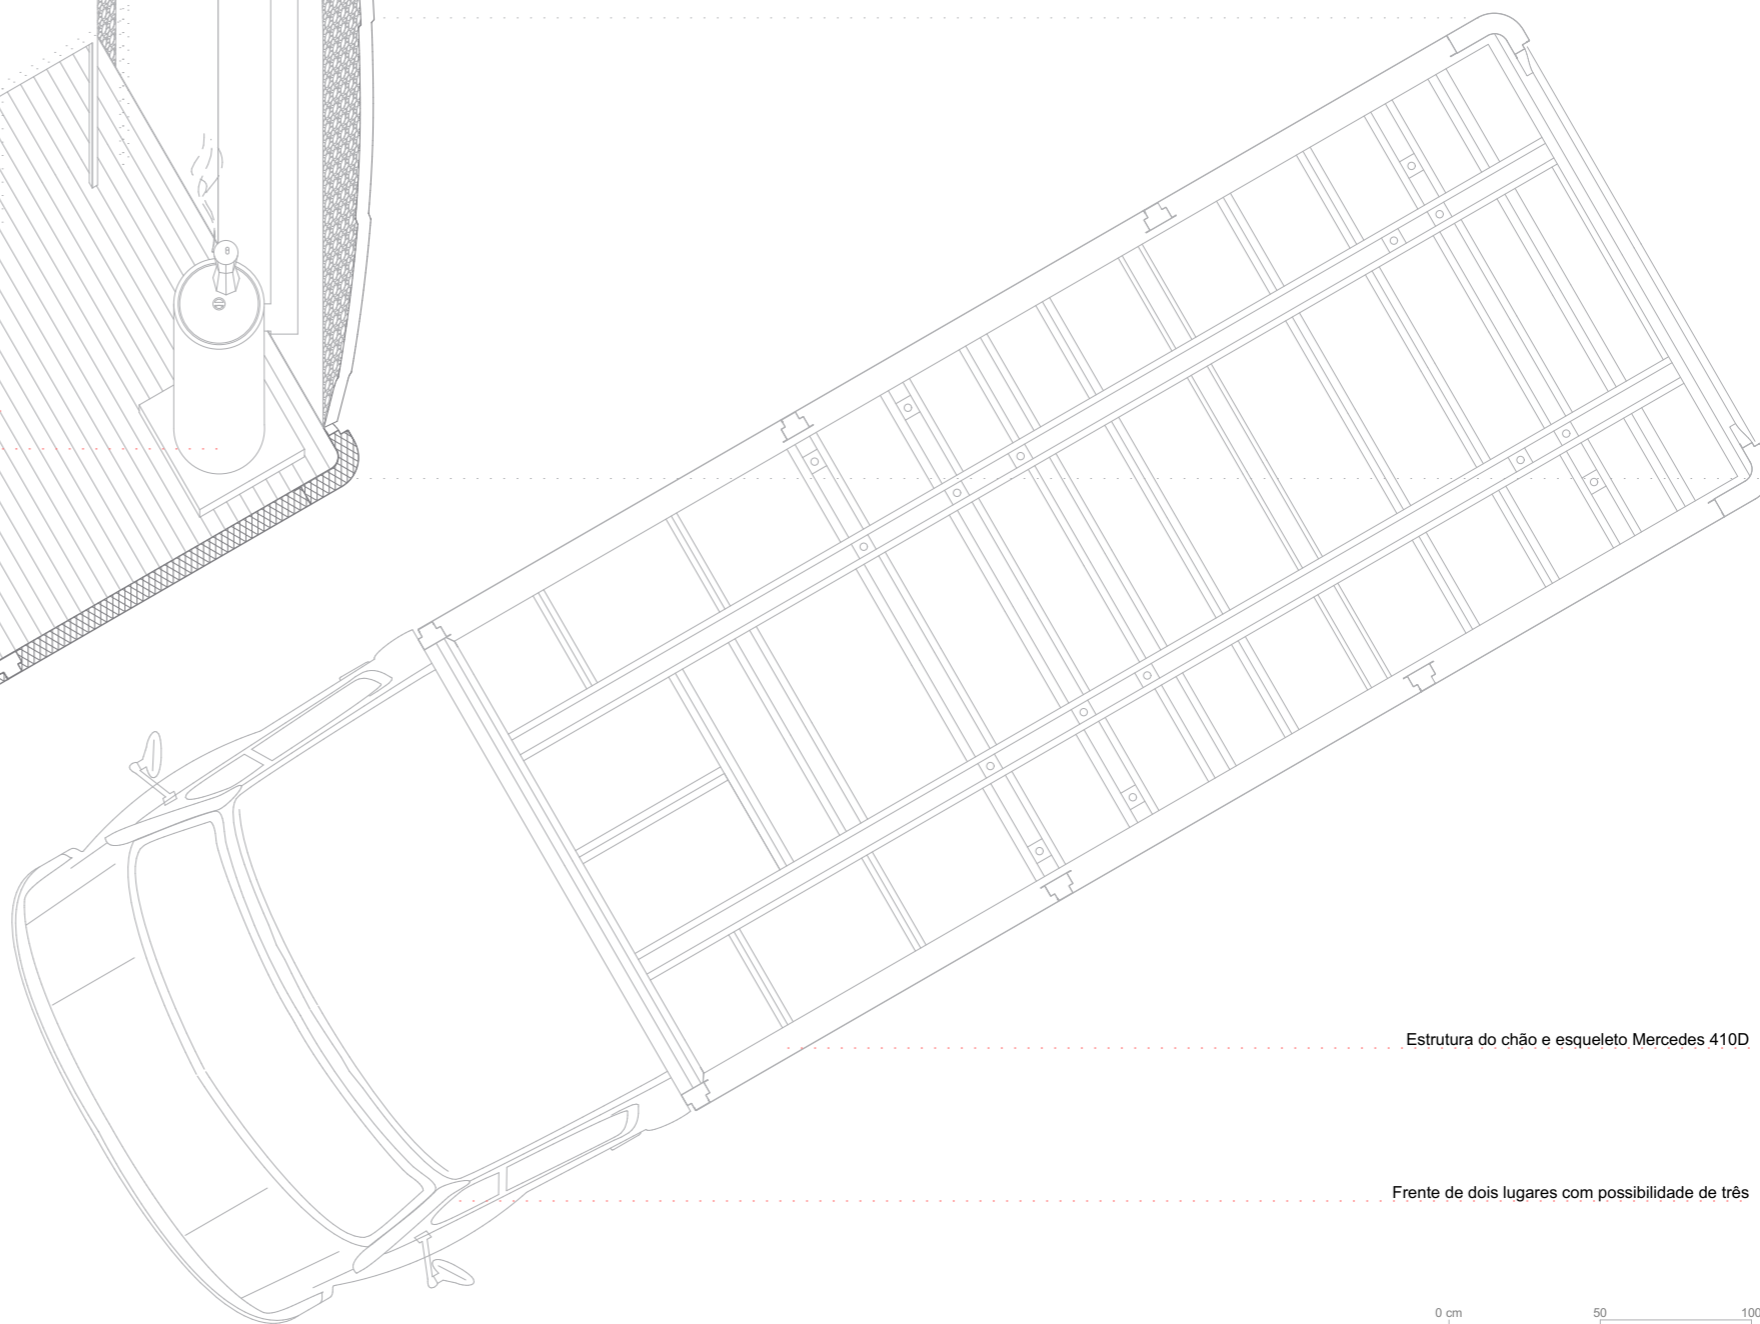 Estrutura do chão e esqueleto Mercedes 410D
Frente de dois lugares com possibilidade de três
0 cm 50 100